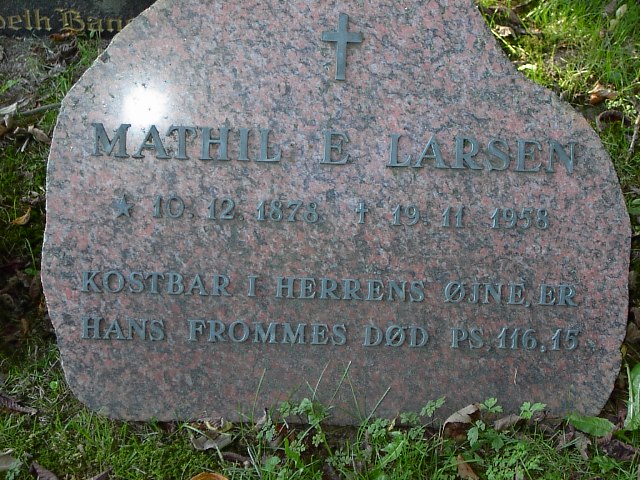 MATHIL E LARSEN
★ 10.12.1878 ✝ 19.11.1958
KOSTBAR I HERRENS ØJNE, ER
HANS FROMMES DØD PS.116,15